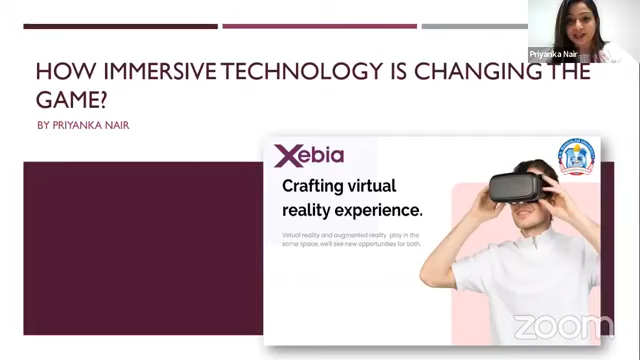 Priyanka Nair
HOW IMMERSIVE TECHNOLOGY IS CHANGING THE
GAME?
BY PRIYANKA NAIR
Xebia
Crafting virtual
reality experience.
Virtual reality and augmented reality play in the
same space, we'll see new opportunities for both.
zoom